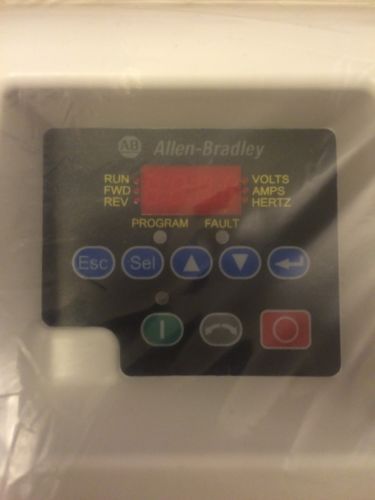 AB Allen-Bradley
RUN VOLTS
FWD AMPS
REV HERTZ
PROGRAM FAULT
Esc Sel